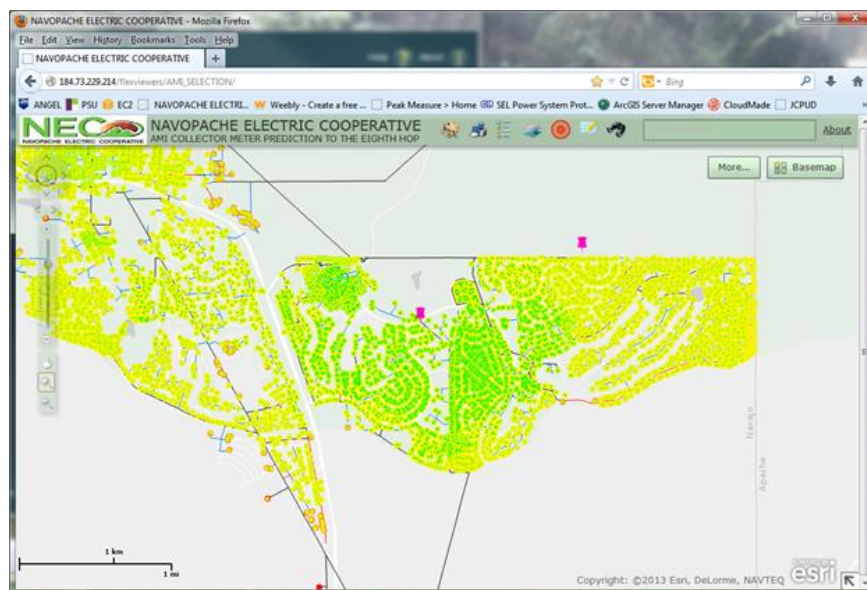 NAVOPACHE ELECTRIC COOPERATIVE - Mozilla Firefox
File Edit View History Bookmarks Tools Help
NAVOPACHE ELECTRIC COOPERATIVE +
184.73.229.214/flexviewers/AMI_SELECTION/
Bing
ANGEL PSU EC2 NAVOPACHE ELECTRI... Weebly - Create a free ... Peak Measure > Home SEL Power System Prot... ArcGIS Server Manager CloudMade JCPUD
NEC NAVOPACHE ELECTRIC COOPERATIVE
NAVOPACHE ELECTRIC COOPERATIVE AMI COLLECTOR METER PREDICTION TO THE EIGHTH HOP
About
More... Basemap
Navajo
Apache
1 km
1 mi
Copyright: ©2013 Esri, DeLorme, NAVTEQ
esri